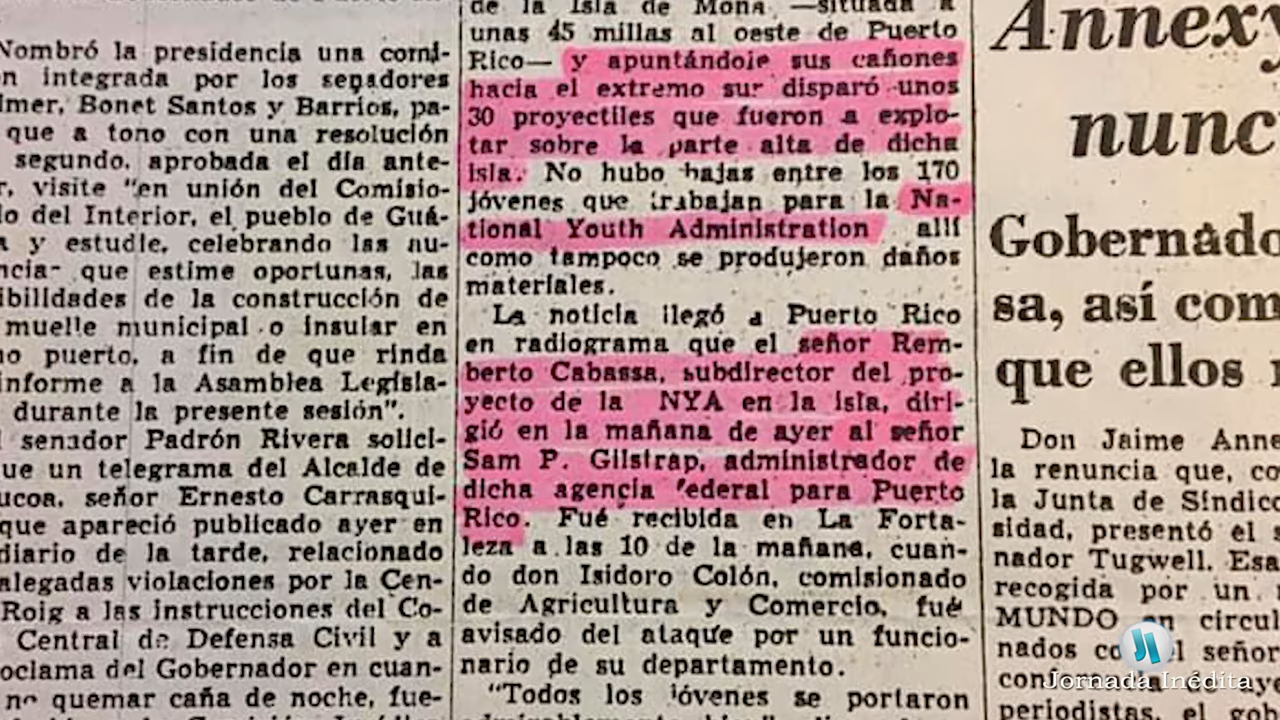 Nombró la presidencia una comi-
ón integrada por los senadores
lmer, Bonet Santos y Barrios, pa-
que a tono con una resolución
segundo, aprobada el día ante-
r, visite "en unión del Comisio-
o del Interior, el pueblo de Guá-
a y estudie, celebrando las au-
ncia- que estime oportunas, las
ibilidades de la construcción de
muelle municipal o insular en
ho puerto, a fin de que rinda
informe a la Asamblea Legisla-
durante la presente sesión".
l senador Padrón Rivera solici-
que un telegrama del Alcalde de
ucoa, señor Ernesto Carrasqui-
que apareció publicado ayer en
diario de la tarde, relacionado
alegadas violaciones por la Cen-
Roig a las instrucciones del Co-
Central de Defensa Civil y a
oclama del Gobernador en cuan-
no quemar caña de noche, fue-
de la Isla de Mona —situada a
unas 45 millas al oeste de Puerto
Rico— y apuntándole sus cañones
hacia el extremo sur disparó unos
30 proyectiles que fueron a explo-
tar sobre la parte alta de dicha
isla. No hubo bajas entre los 170
jóvenes que trabajan para la Na-
tional Youth Administration allí
como tampoco se produjeron daños
materiales.
La noticia llegó a Puerto Rico
en radiograma que el señor Rem-
berto Cabassa, subdirector del pro-
yecto de la NYA en la isla, diri-
gió en la mañana de ayer al señor
Sam P. Gilstrap, administrador de
dicha agencia federal para Puerto
Rico. Fué recibida en La Forta-
leza a las 10 de la mañana, cuan-
do don Isidoro Colón, comisionado
de Agricultura y Comercio, fué
avisado del ataque por un funcio-
nario de su departamento.
"Todos los jóvenes se portaron
Annexy
nunc
Gobernado
sa, así com
que ellos
Don Jaime Anne
la renuncia que, co
la Junta de Síndico
sidad, presentó el s
nador Tugwell. Esa
recogida por un
MUNDO en circul
nados co el señor
con la
periodistas, el gob
Jornada Inédita